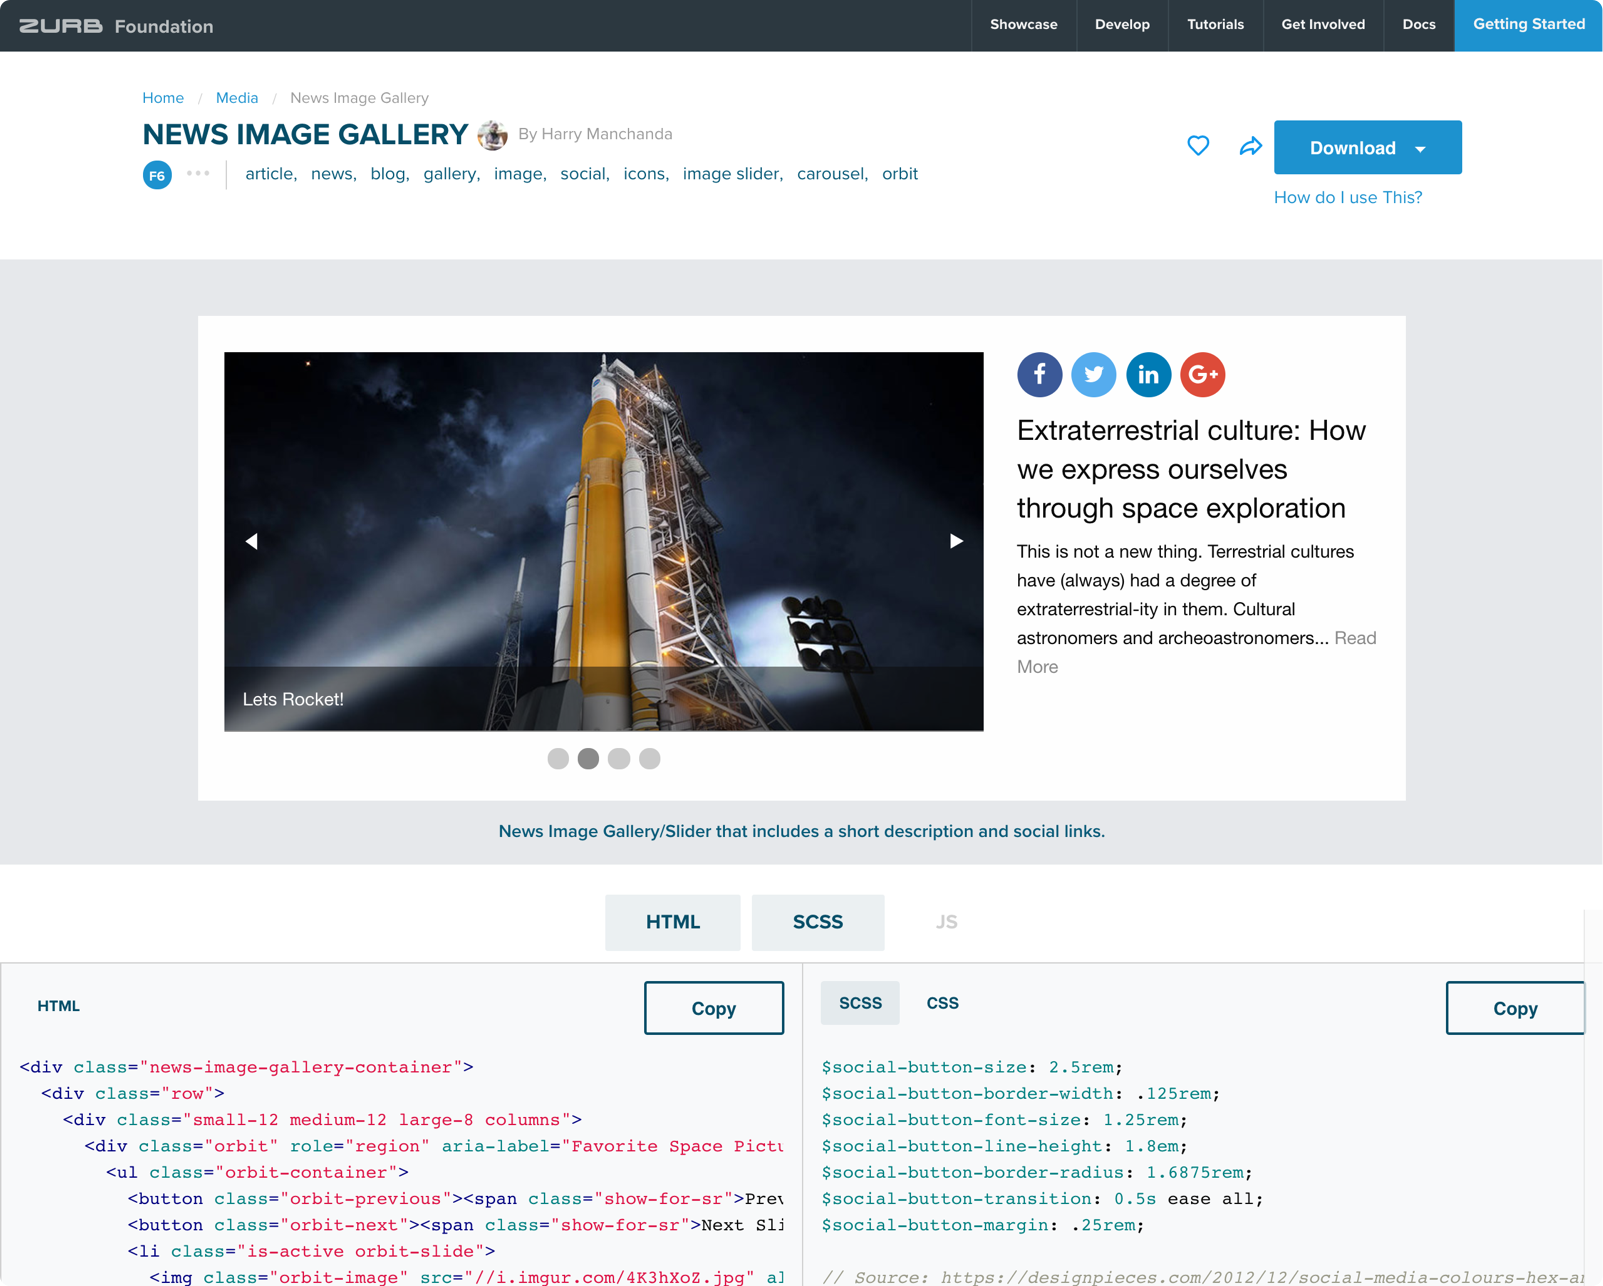 ZURB Foundation
Showcase Develop Tutorials Get Involved Docs Getting Started
Home / Media / News Image Gallery
NEWS IMAGE GALLERY By Harry Manchanda
F6 article, news, blog, gallery, image, social, icons, image slider, carousel, orbit
Download
How do I use This?
f in G+
Extraterrestrial culture: How
we express ourselves
through space exploration
This is not a new thing. Terrestrial cultures
have (always) had a degree of
extraterrestrial-ity in them. Cultural
astronomers and archeoastronomers... Read
More
Lets Rocket!
News Image Gallery/Slider that includes a short description and social links.
HTML SCSS JS
HTML
Copy
<div class="news-image-gallery-container">
<div class="row">
<div class="small-12 medium-12 large-8 columns">
<div class="orbit" role="region" aria-label="Favorite Space Pictu
<ul class="orbit-container">
<button class="orbit-previous"><span class="show-for-sr">Prev
<button class="orbit-next"><span class="show-for-sr">Next Sli
<li class="is-active orbit-slide">
<img class="orbit-image" src="//i.imgur.com/4K3hXoZ.jpg" al
SCSS CSS
Copy
$social-button-size: 2.5rem;
$social-button-border-width: .125rem;
$social-button-font-size: 1.25rem;
$social-button-line-height: 1.8em;
$social-button-border-radius: 1.6875rem;
$social-button-transition: 0.5s ease all;
$social-button-margin: .25rem;
// Source: https://designpieces.com/2012/12/social-media-colours-hex-an